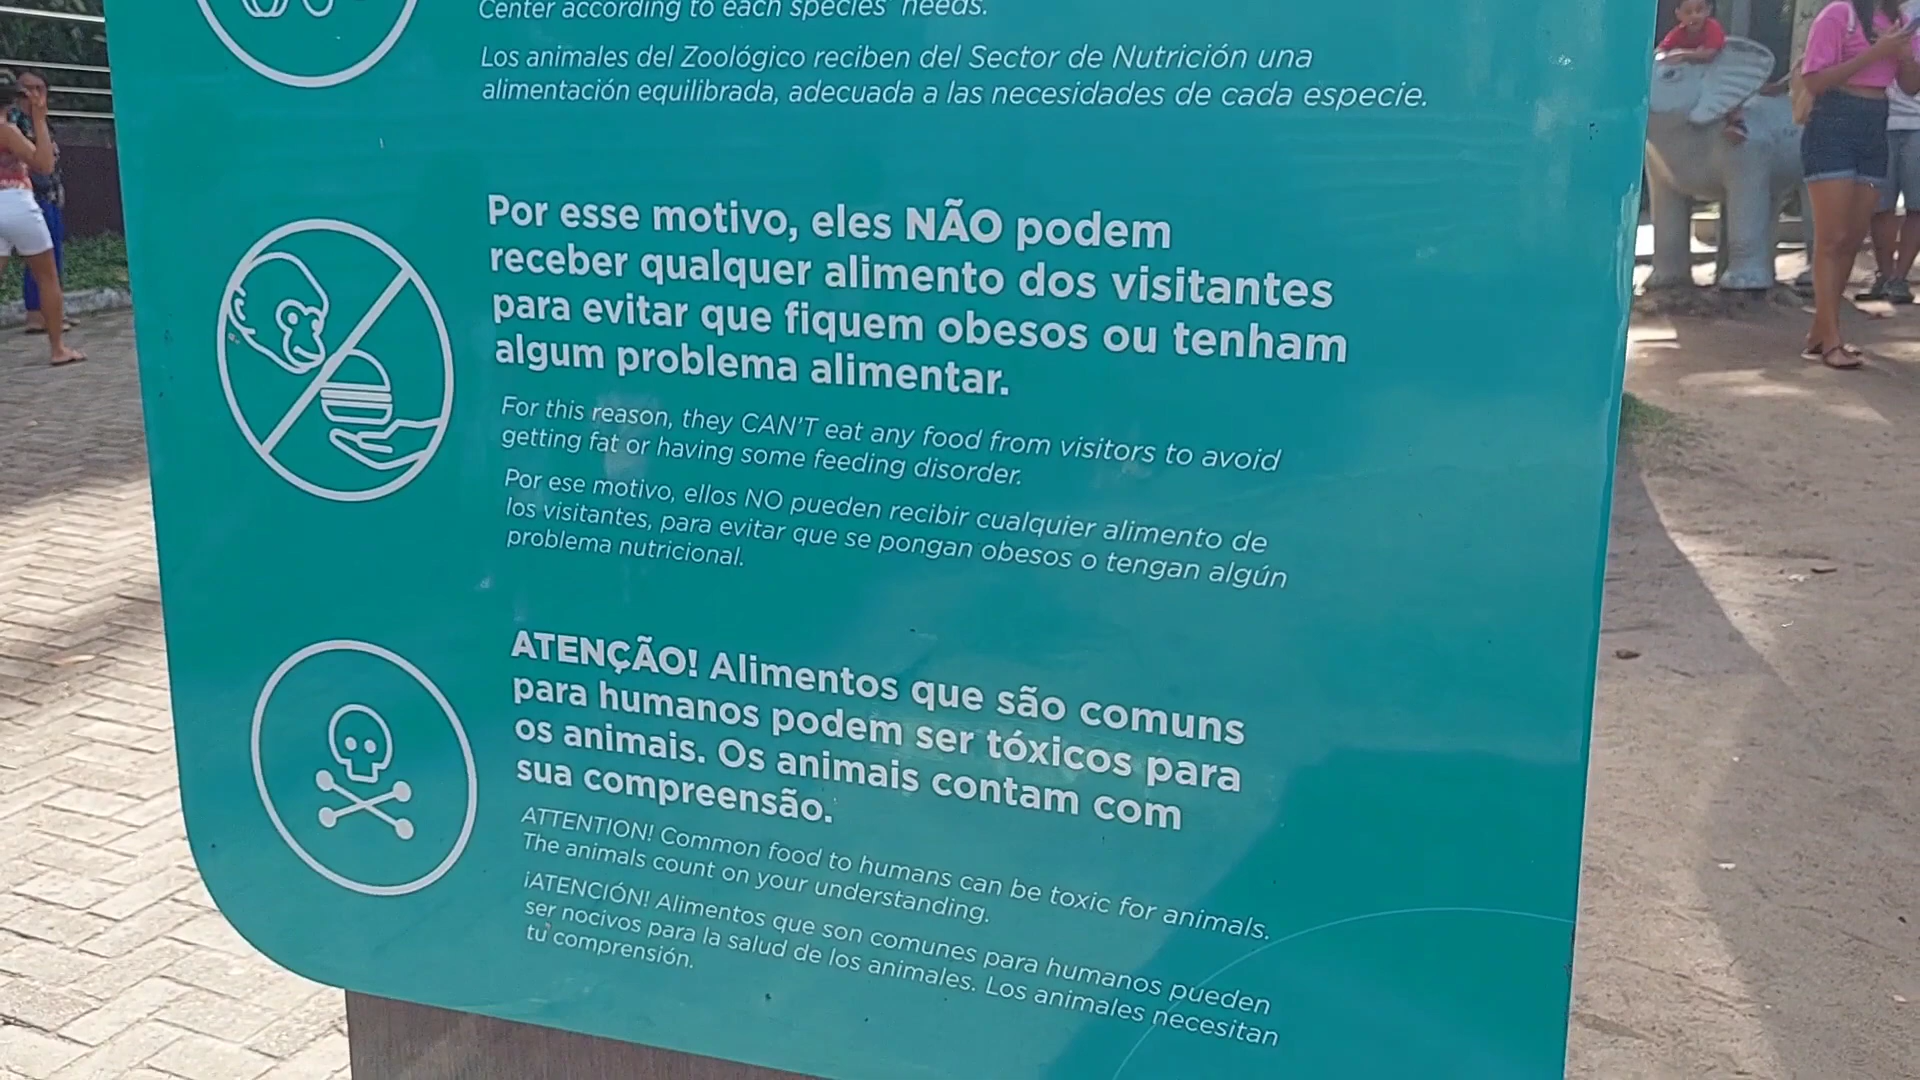 Center according to each species' needs.
Los animales del Zoológico reciben del Sector de Nutrición una
alimentación equilibrada, adecuada a las necesidades de cada especie.
Por esse motivo, eles NÃO podem
receber qualquer alimento dos visitantes
para evitar que fiquem obesos ou tenham
algum problema alimentar.
For this reason, they CAN'T eat any food from visitors to avoid
getting fat or having some feeding disorder.
Por ese motivo, ellos NO pueden recibir cualquier alimento de
los visitantes, para evitar que se pongan obesos o tengan algún
problema nutricional.
ATENÇÃO! Alimentos que são comuns
para humanos podem ser tóxicos para
os animais. Os animais contam com
sua compreensão.
ATTENTION! Common food to humans can be toxic for animals.
The animals count on your understanding.
¡ATENCIÓN! Alimentos que son comunes para humanos pueden
ser nocivos para la salud de los animales. Los animales necesitan
tu comprensión.